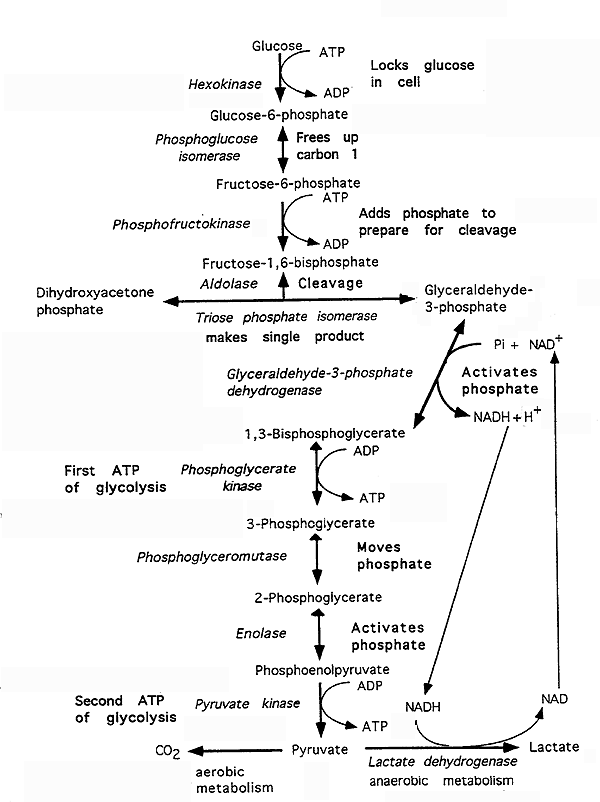 Glucose
ATP
Locks glucose
in cell
Hexokinase
ADP
Glucose-6-phosphate
Phosphoglucose
isomerase
Frees up
carbon 1
Fructose-6-phosphate
ATP
Phosphofructokinase
Adds phosphate to
prepare for cleavage
ADP
Fructose-1,6-bisphosphate
Aldolase
Cleavage
Dihydroxyacetone
phosphate
Glyceraldehyde-
3-phosphate
Triose phosphate isomerase
makes single product
Pi + NAD+
Glyceraldehyde-3-phosphate
dehydrogenase
Activates
phosphate
NADH + H+
1,3-Bisphosphoglycerate
ADP
First ATP
of glycolysis
Phosphoglycerate
kinase
ATP
3-Phosphoglycerate
Phosphoglyceromutase
Moves
phosphate
2-Phosphoglycerate
Enolase
Activates
phosphate
Phosphoenolpyruvate
ADP
Second ATP
of glycolysis
Pyruvate kinase
ATP
NADH
NAD
CO2
Pyruvate
Lactate
aerobic
metabolism
Lactate dehydrogenase
anaerobic metabolism